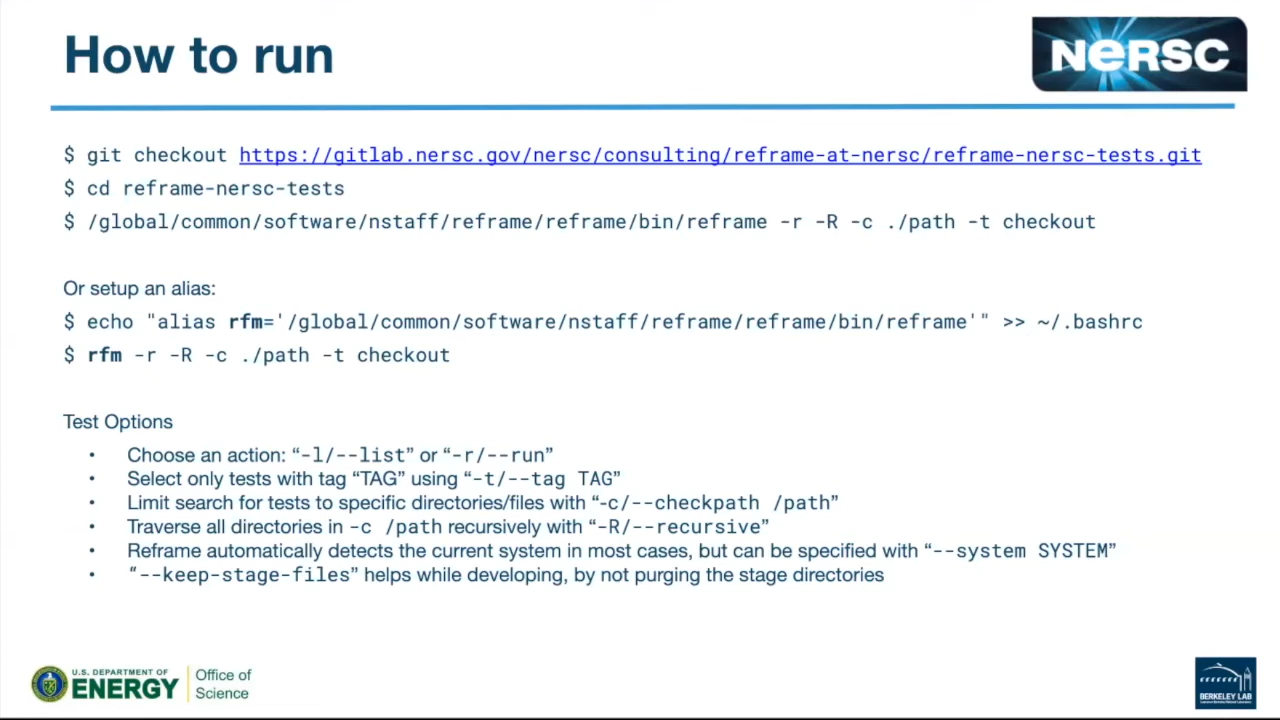 How to run
NERSC
$ git checkout https://gitlab.nersc.gov/nersc/consulting/reframe-at-nersc/reframe-nersc-tests.git
$ cd reframe-nersc-tests
$ /global/common/software/nstaff/reframe/reframe/bin/reframe -r -R -c ./path -t checkout
Or setup an alias:
$ echo "alias rfm='/global/common/software/nstaff/reframe/reframe/bin/reframe'" >> ~/.bashrc
$ rfm -r -R -c ./path -t checkout
Test Options
• Choose an action: “-l/--list” or “-r/--run”
• Select only tests with tag “TAG” using “-t/--tag TAG”
• Limit search for tests to specific directories/files with “-c/--checkpath /path”
• Traverse all directories in -c /path recursively with “-R/--recursive”
• Reframe automatically detects the current system in most cases, but can be specified with “--system SYSTEM”
• “--keep-stage-files” helps while developing, by not purging the stage directories
U.S. DEPARTMENT OF
ENERGY
Office of
Science
BERKELEY LAB